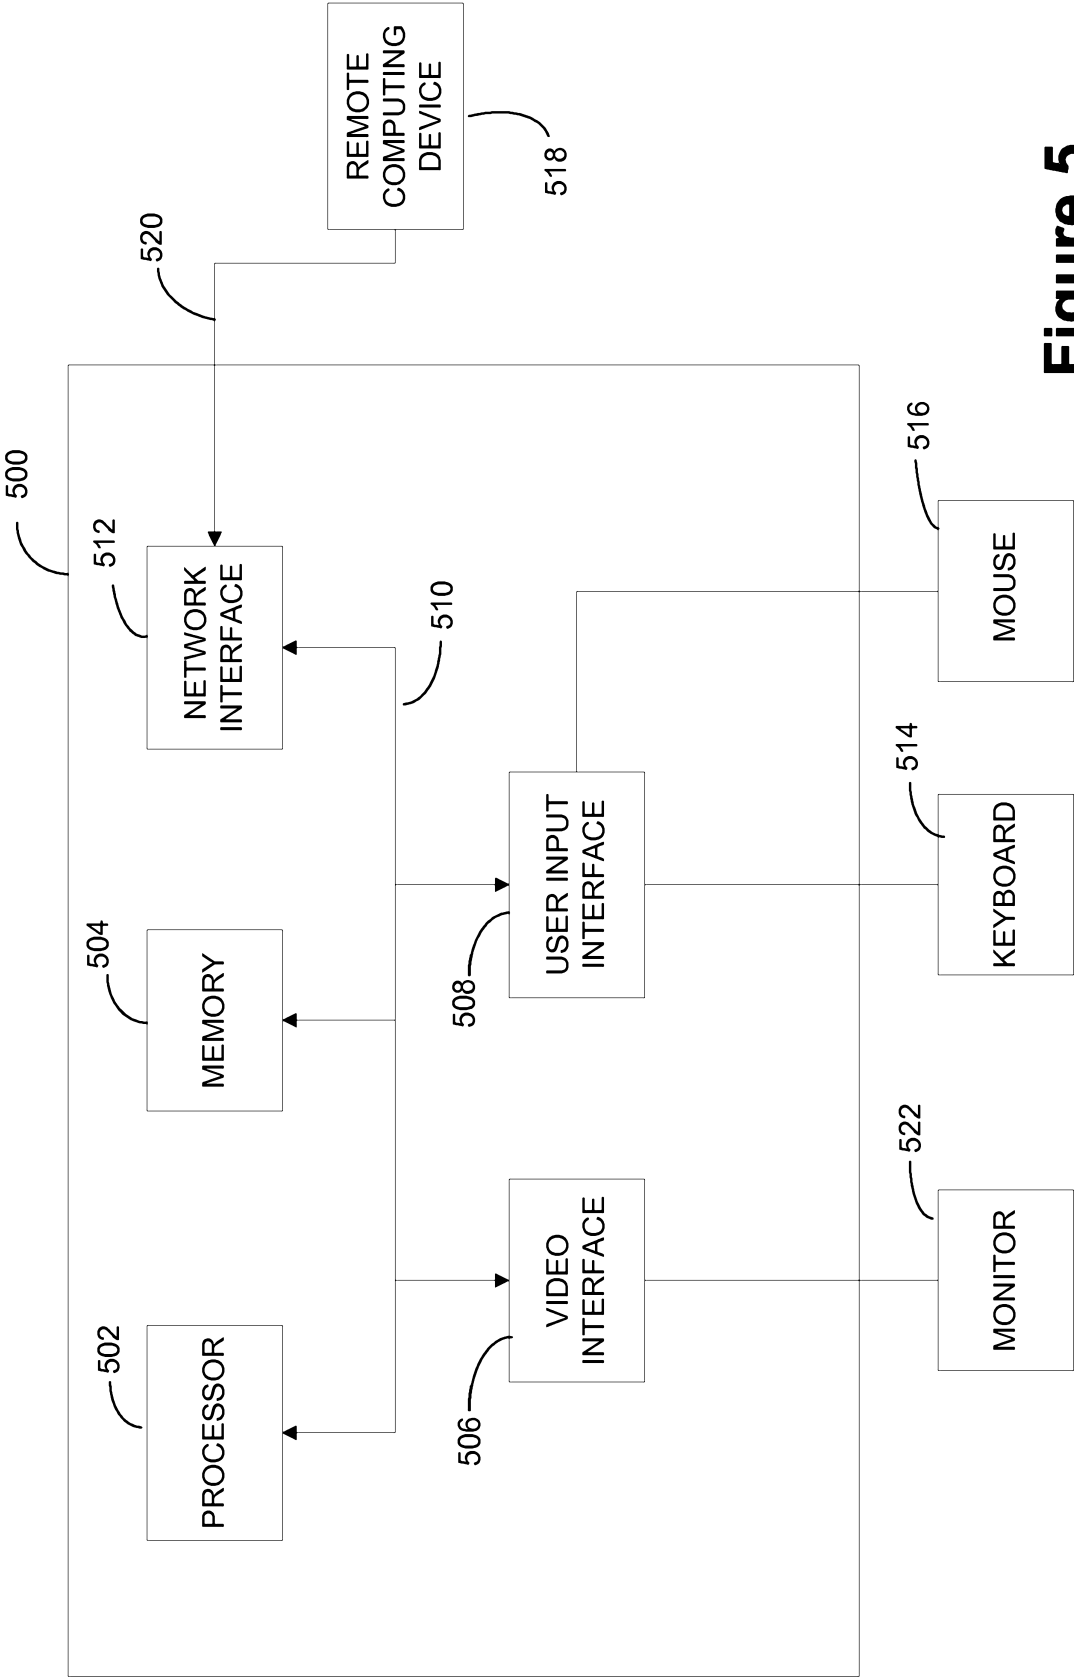 500
502
PROCESSOR
504
MEMORY
512
NETWORK
INTERFACE
520
REMOTE
COMPUTING
DEVICE
518
510
506
VIDEO
INTERFACE
508
USER INPUT
INTERFACE
522
MONITOR
514
KEYBOARD
516
MOUSE
Figure 5